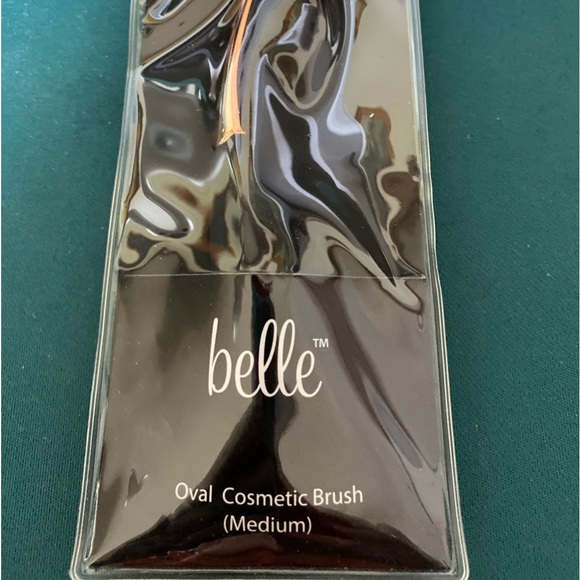 belle™
Oval Cosmetic Brush
(Medium)